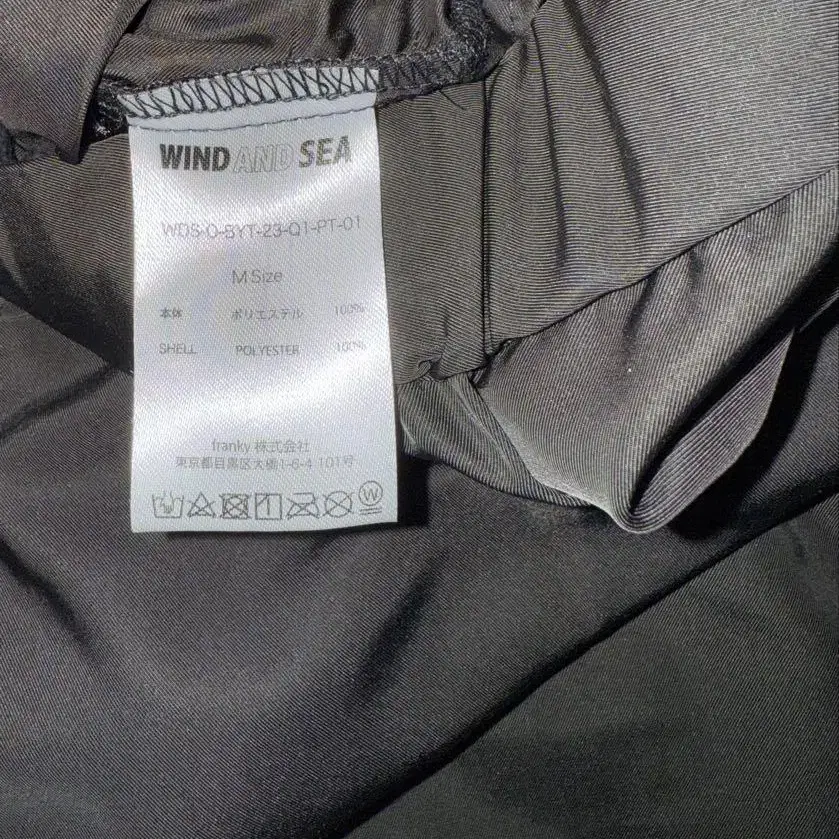 WIND AND SEA
WDS-O-BYT-23-Q1-PT-01
M Size
本体 ポリエステル 100%
SHELL POLYESTER 100%
franky 株式会社
東京都目黒区大橋1-6-4 101号
W